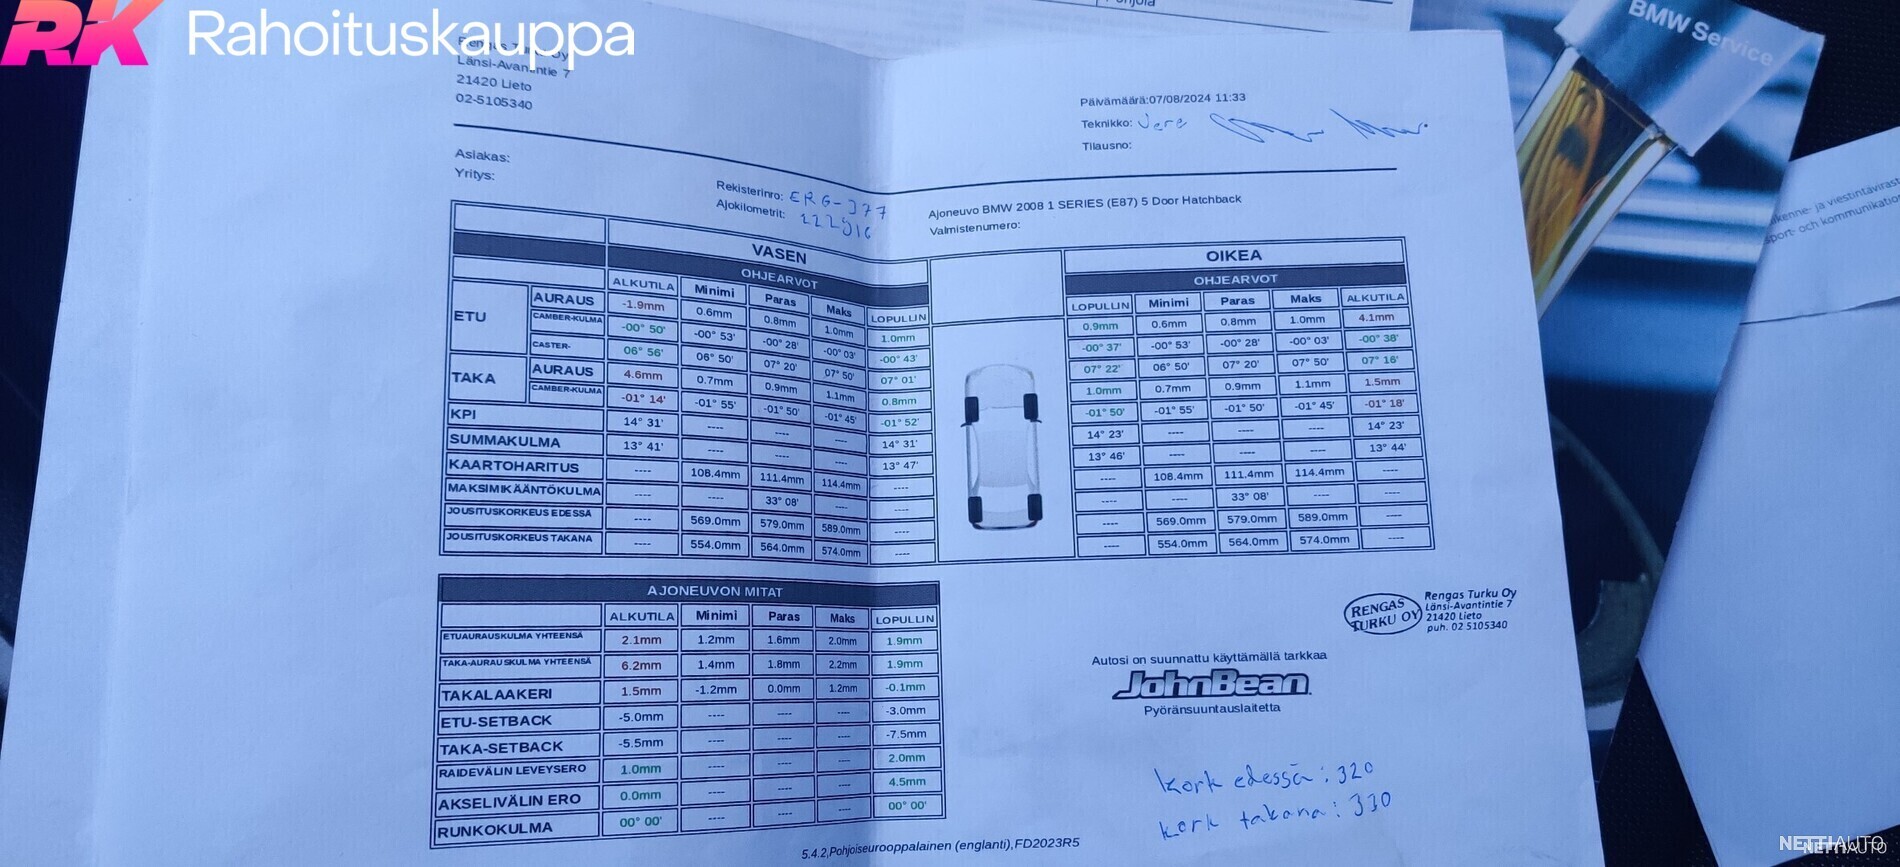 RK Rahoituskauppa
BMW Service
Rengas Turku Oy
Länsi-Avantintie 7
21420 Lieto
02-5105340
Päivämäärä:07/08/2024 11:33
Teknikko:
Tilausno:
Asiakas:
Yritys:
Rekisterinro: ERG-377
Ajokilometrit:
Ajoneuvo BMW 2008 1 SERIES (E87) 5 Door Hatchback
Valmistenumero:
VASEN
OHJEARVOT
ALKUTILA Minimi Paras Maks LOPULLIN
ETU AURAUS -1.9mm 0.6mm 0.8mm 1.0mm 1.0mm
CAMBER-KULMA -00° 50' -00° 53' -00° 28' -00° 03' -00° 43'
CASTER- 06° 56' 06° 50' 07° 20' 07° 50' 07° 01'
TAKA AURAUS 4.6mm 0.7mm 0.9mm 1.1mm 0.8mm
CAMBER-KULMA -01° 14' -01° 55' -01° 50' -01° 45' -01° 52'
KPI 14° 31' ---- ---- ---- 14° 31'
SUMMAKULMA 13° 41' ---- ---- ---- 13° 47'
KAARTOHARITUS ---- 108.4mm 111.4mm 114.4mm ----
MAKSIMIKÄÄNTÖKULMA ---- ---- 33° 08' ---- ----
JOUSITUSKORKEUS EDESSÄ ---- 569.0mm 579.0mm 589.0mm ----
JOUSITUSKORKEUS TAKANA ---- 554.0mm 564.0mm 574.0mm ----
OIKEA
OHJEARVOT
LOPULLIN Minimi Paras Maks ALKUTILA
0.9mm 0.6mm 0.8mm 1.0mm 4.1mm
-00° 37' -00° 53' -00° 28' -00° 03' -00° 38'
07° 22' 06° 50' 07° 20' 07° 50' 07° 16'
1.0mm 0.7mm 0.9mm 1.1mm 1.5mm
-01° 50' -01° 55' -01° 50' -01° 45' -01° 18'
14° 23' ---- ---- ---- 14° 23'
13° 46' ---- ---- ---- 13° 44'
---- 108.4mm 111.4mm 114.4mm ----
---- ---- 33° 08' ---- ----
---- 569.0mm 579.0mm 589.0mm ----
---- 554.0mm 564.0mm 574.0mm ----
AJONEUVON MITAT
ALKUTILA Minimi Paras Maks LOPULLIN
ETUAURAUSKULMA YHTEENSÄ 2.1mm 1.2mm 1.6mm 2.0mm 1.9mm
TAKA-AURAUSKULMA YHTEENSÄ 6.2mm 1.4mm 1.8mm 2.2mm 1.9mm
TAKALAAKERI 1.5mm -1.2mm 0.0mm 1.2mm -0.1mm
ETU-SETBACK -5.0mm ---- ---- ---- -3.0mm
TAKA-SETBACK -5.5mm ---- ---- ---- -7.5mm
RAIDEVÄLIN LEVEYSERO 1.0mm ---- ---- ---- 2.0mm
AKSELIVÄLIN ERO 0.0mm ---- ---- ---- 4.5mm
RUNKOKULMA 00° 00' ---- ---- ---- 00° 00'
RENGAS TURKU OY
Rengas Turku Oy
Länsi-Avantintie 7
21420 Lieto
puh. 02 5105340
Autosi on suunnattu käyttämällä tarkkaa
JohnBean
Pyöränsuuntauslaitetta
kork edessä: 320
kork takana: 330
5.4.2,Pohjoiseurooppalainen (englanti),FD2023R5
NETTIAUTO
NETTIAUTO